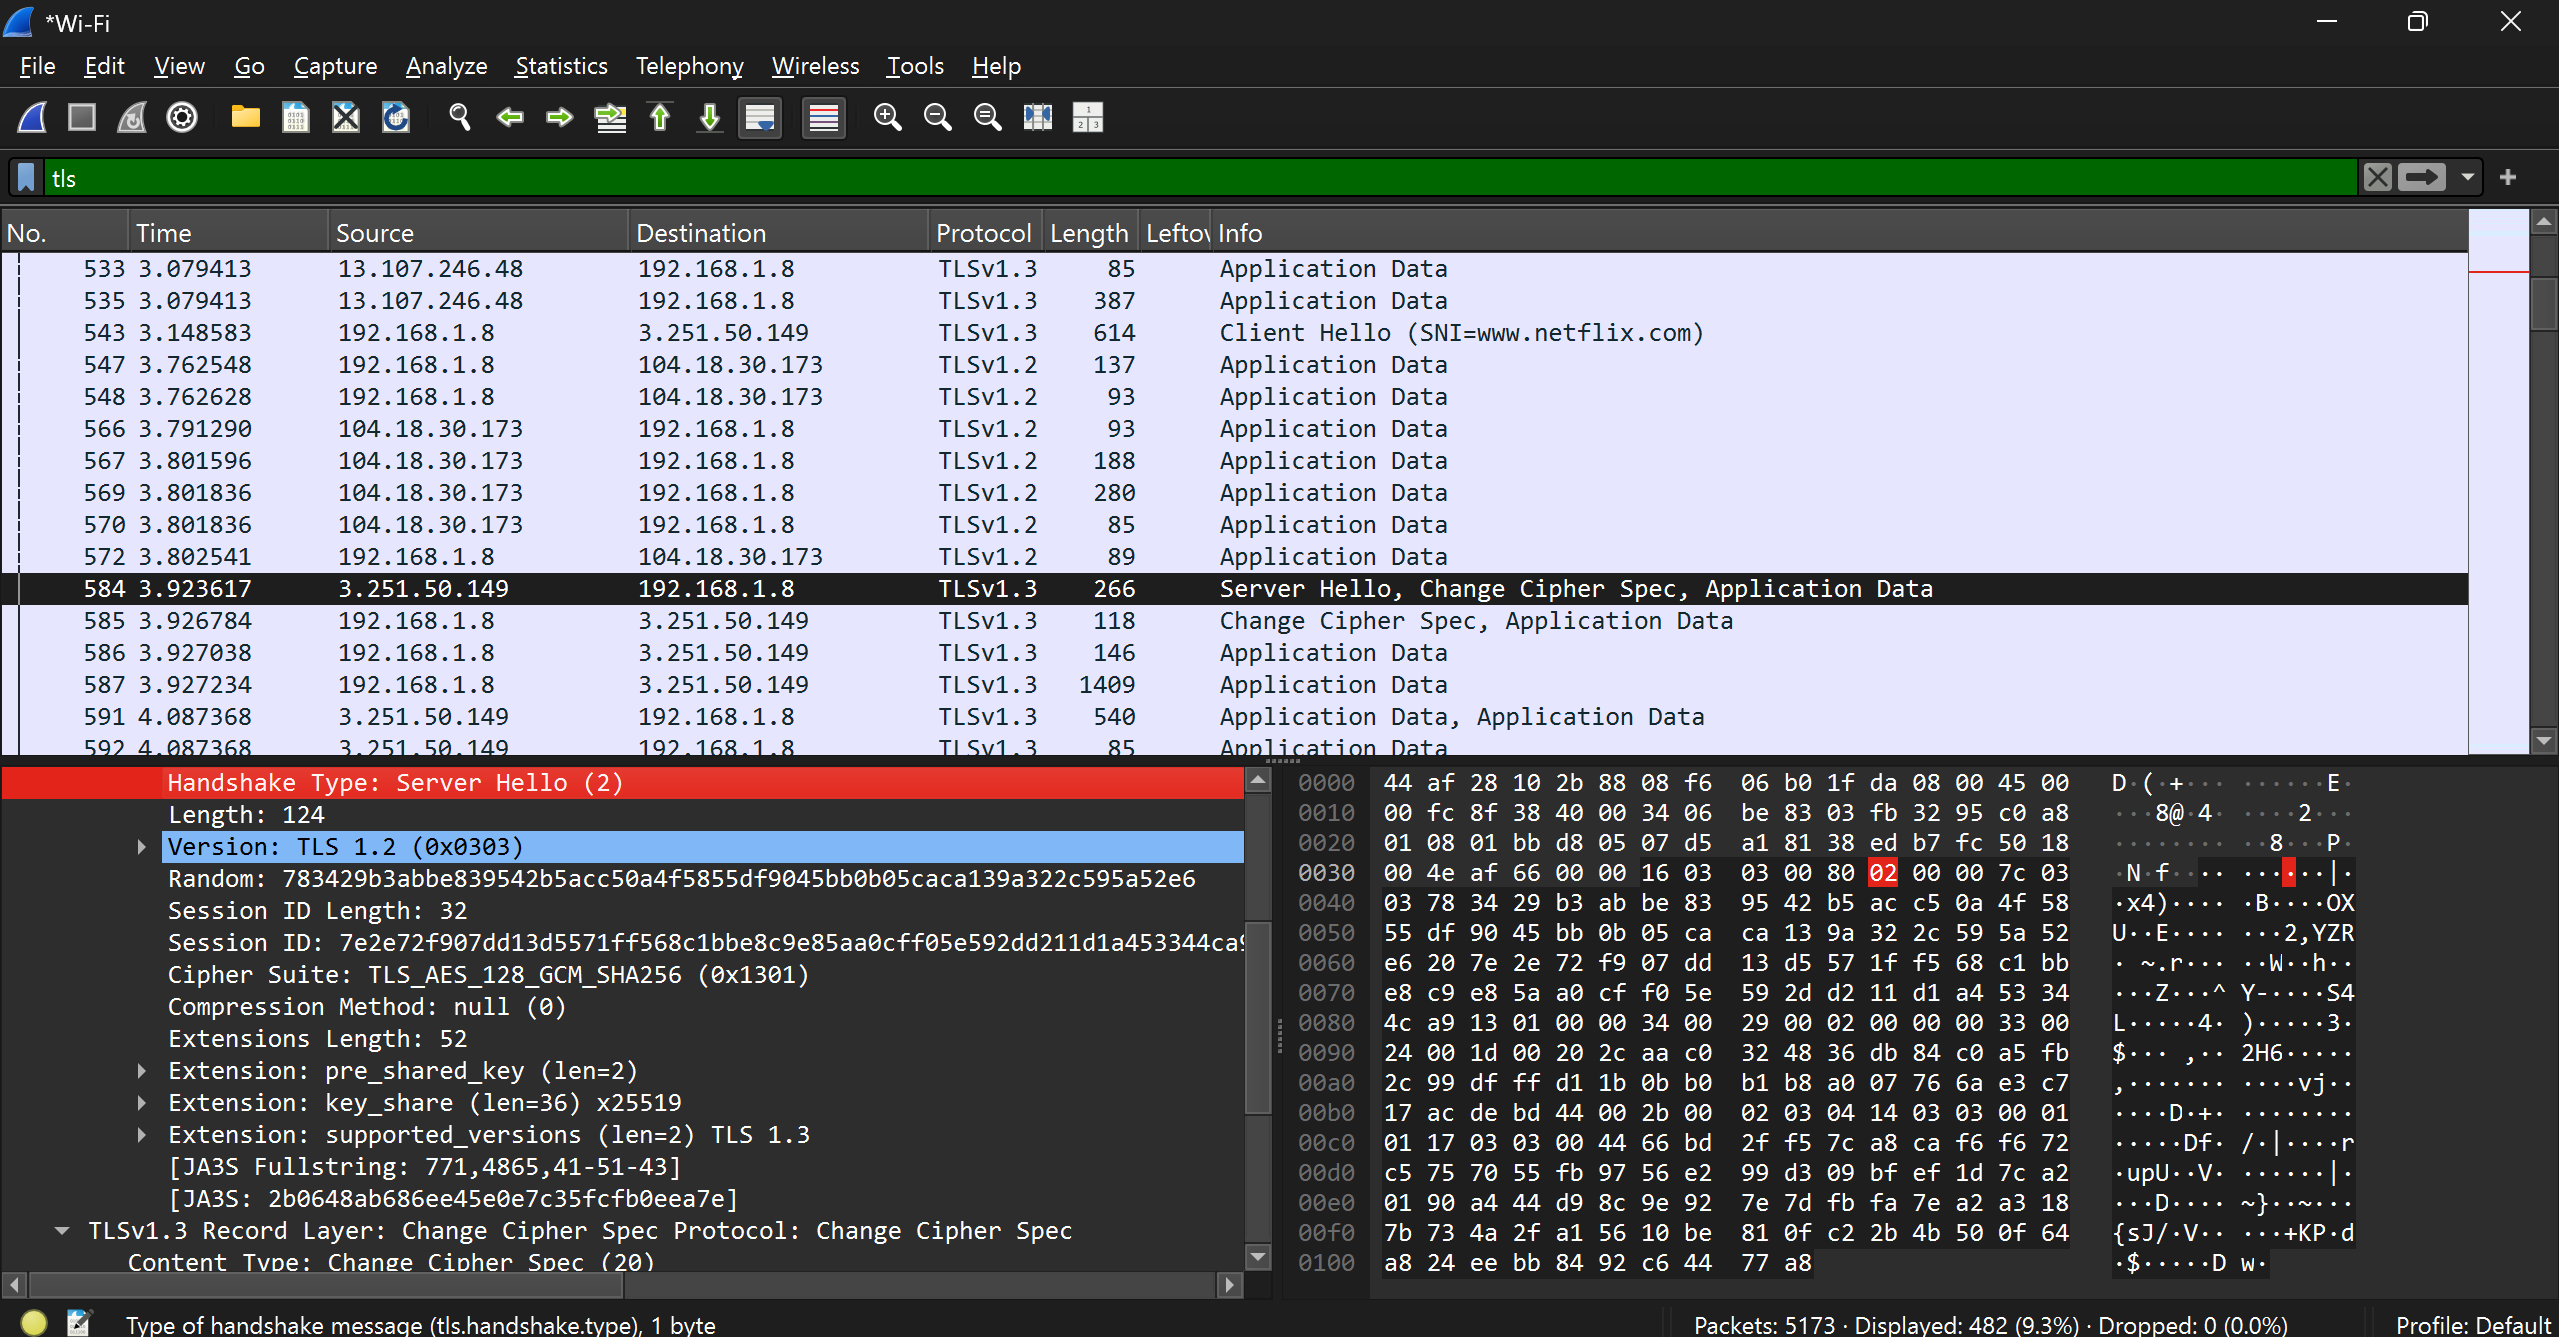 *Wi-Fi
File Edit View Go Capture Analyze Statistics Telephony Wireless Tools Help
tls
No. Time Source Destination Protocol Length Leftov Info
533 3.079413 13.107.246.48 192.168.1.8 TLSv1.3 85 Application Data
535 3.079413 13.107.246.48 192.168.1.8 TLSv1.3 387 Application Data
543 3.148583 192.168.1.8 3.251.50.149 TLSv1.3 614 Client Hello (SNI=www.netflix.com)
547 3.762548 192.168.1.8 104.18.30.173 TLSv1.2 137 Application Data
548 3.762628 192.168.1.8 104.18.30.173 TLSv1.2 93 Application Data
566 3.791290 104.18.30.173 192.168.1.8 TLSv1.2 93 Application Data
567 3.801596 104.18.30.173 192.168.1.8 TLSv1.2 188 Application Data
569 3.801836 104.18.30.173 192.168.1.8 TLSv1.2 280 Application Data
570 3.801836 104.18.30.173 192.168.1.8 TLSv1.2 85 Application Data
572 3.802541 192.168.1.8 104.18.30.173 TLSv1.2 89 Application Data
584 3.923617 3.251.50.149 192.168.1.8 TLSv1.3 266 Server Hello, Change Cipher Spec, Application Data
585 3.926784 192.168.1.8 3.251.50.149 TLSv1.3 118 Change Cipher Spec, Application Data
586 3.927038 192.168.1.8 3.251.50.149 TLSv1.3 146 Application Data
587 3.927234 192.168.1.8 3.251.50.149 TLSv1.3 1409 Application Data
591 4.087368 3.251.50.149 192.168.1.8 TLSv1.3 540 Application Data, Application Data
592 4.087368 3.251.50.149 192.168.1.8 TLSv1.3 85 Application Data
Handshake Type: Server Hello (2)
Length: 124
Version: TLS 1.2 (0x0303)
Random: 783429b3abbe839542b5acc50a4f5855df9045bb0b05caca139a322c595a52e6
Session ID Length: 32
Session ID: 7e2e72f907dd13d5571ff568c1bbe8c9e85aa0cff05e592dd211d1a453344ca9
Cipher Suite: TLS_AES_128_GCM_SHA256 (0x1301)
Compression Method: null (0)
Extensions Length: 52
Extension: pre_shared_key (len=2)
Extension: key_share (len=36) x25519
Extension: supported_versions (len=2) TLS 1.3
[JA3S Fullstring: 771,4865,41-51-43]
[JA3S: 2b0648ab686ee45e0e7c35fcfb0eea7e]
TLSv1.3 Record Layer: Change Cipher Spec Protocol: Change Cipher Spec
Content Type: Change Cipher Spec (20)
0000 44 af 28 10 2b 88 08 f6 06 b0 1f da 08 00 45 00 D·(·+··· ······E·
0010 00 fc 8f 38 40 00 34 06 be 83 03 fb 32 95 c0 a8 ···8@·4· ····2···
0020 01 08 01 bb d8 05 07 d5 a1 81 38 ed b7 fc 50 18 ········ ··8···P·
0030 00 4e af 66 00 00 16 03 03 00 80 02 00 00 7c 03 ·N·f···· ······|·
0040 03 78 34 29 b3 ab be 83 95 42 b5 ac c5 0a 4f 58 ·x4)···· ·B····OX
0050 55 df 90 45 bb 0b 05 ca ca 13 9a 32 2c 59 5a 52 U··E···· ···2,YZR
0060 e6 20 7e 2e 72 f9 07 dd 13 d5 57 1f f5 68 c1 bb · ~.r··· ··W··h··
0070 e8 c9 e8 5a a0 cf f0 5e 59 2d d2 11 d1 a4 53 34 ···Z···^ Y-····S4
0080 4c a9 13 01 00 00 34 00 29 00 02 00 00 00 33 00 L·····4· )·····3·
0090 24 00 1d 00 20 2c aa c0 32 48 36 db 84 c0 a5 fb $··· ,·· 2H6·····
00a0 2c 99 df ff d1 1b 0b b0 b1 b8 a0 07 76 6a e3 c7 ,······· ····vj··
00b0 17 ac de bd 44 00 2b 00 02 03 04 14 03 03 00 01 ····D·+· ········
00c0 01 17 03 03 00 44 66 bd 2f f5 7c a8 ca f6 f6 72 ·····Df· /·|····r
00d0 c5 75 70 55 fb 97 56 e2 99 d3 09 bf ef 1d 7c a2 ·upU··V· ······|·
00e0 01 90 a4 44 d9 8c 9e 92 7e 7d fb fa 7e a2 a3 18 ···D···· ~}··~···
00f0 7b 73 4a 2f a1 56 10 be 81 0f c2 2b 4b 50 0f 64 {sJ/·V·· ···+KP·d
0100 a8 24 ee bb 84 92 c6 44 77 a8 ·$·····D w·
Type of handshake message (tls.handshake.type), 1 byte
Packets: 5173 · Displayed: 482 (9.3%) · Dropped: 0 (0.0%)
Profile: Default